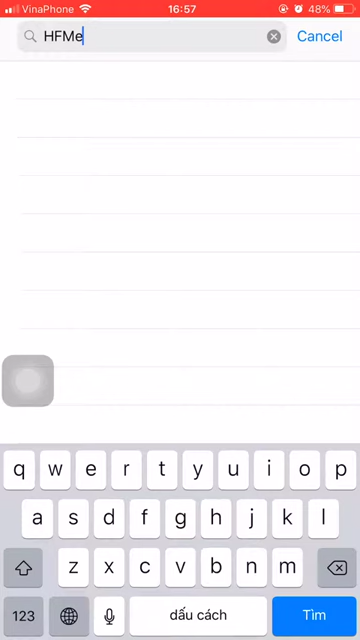 VinaPhone 16:57 48%
HFMe Cancel
q w e r t y u i o p
a s d f g h j k l
z x c v b n m
123 dấu cách Tìm